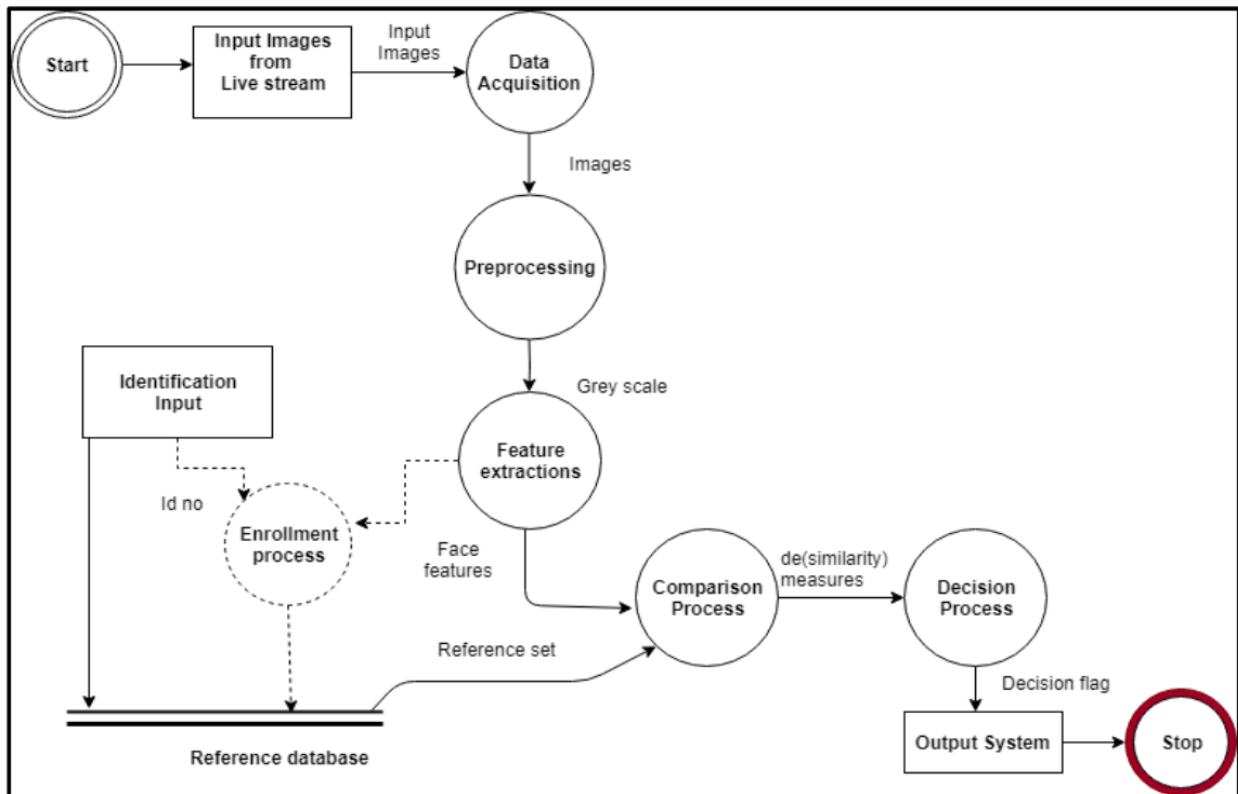 Start
Input Images
from
Live stream
Input
Images
Data
Acquisition
Images
Preprocessing
Grey scale
Identification
Input
Feature
extractions
Id no
Enrollment
process
Face
features
Comparison
Process
de(similarity)
measures
Decision
Process
Reference set
Decision flag
Reference database
Output System
Stop